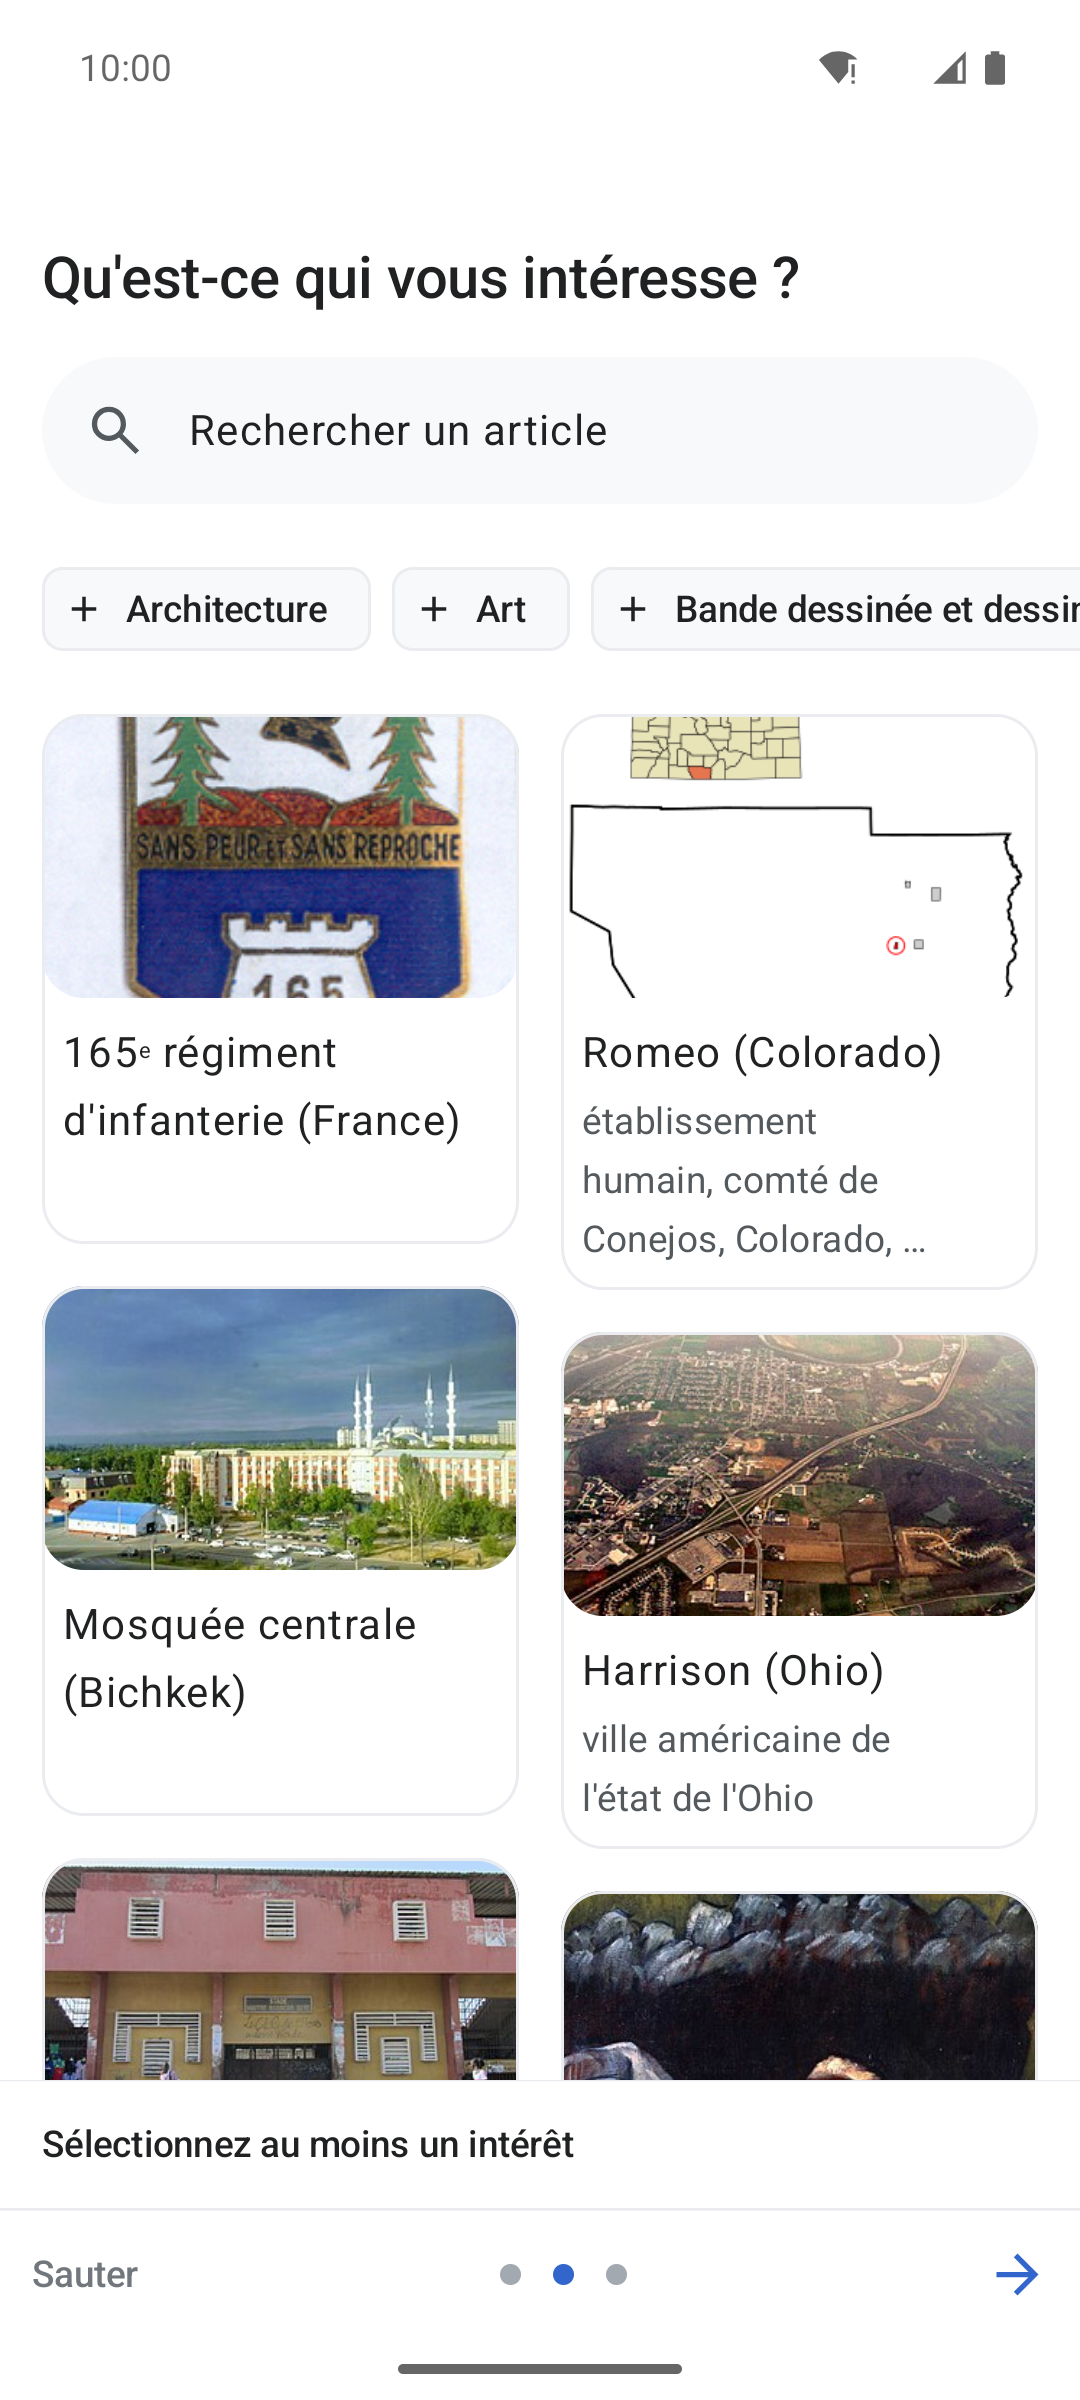 10:00
Qu'est-ce qui vous intéresse ?
Rechercher un article
Architecture
Art
Bande dessinée et dessin
SANS PEUR ET SANS REPROCHE
165
165e régiment
d'infanterie (France)
Romeo (Colorado)
établissement
humain, comté de
Conejos, Colorado, …
Mosquée centrale
(Bichkek)
Harrison (Ohio)
ville américaine de
l'état de l'Ohio
STADE
Sélectionnez au moins un intérêt
Sauter